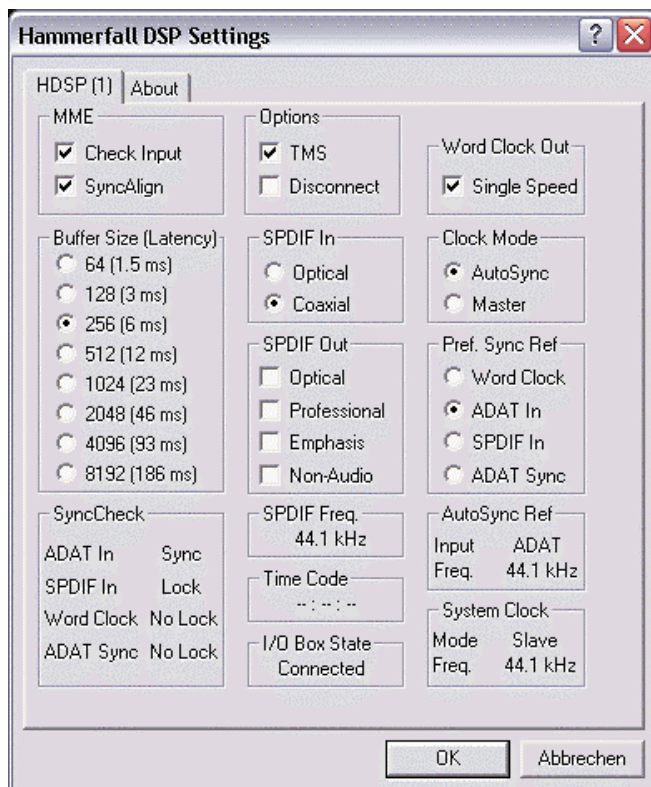 Hammerfall DSP Settings
HDSP (1) About
MME
Check Input
SyncAlign
Options
TMS
Disconnect
Word Clock Out
Single Speed
Buffer Size (Latency)
64 (1.5 ms)
128 (3 ms)
256 (6 ms)
512 (12 ms)
1024 (23 ms)
2048 (46 ms)
4096 (93 ms)
8192 (186 ms)
SPDIF In
Optical
Coaxial
Clock Mode
AutoSync
Master
SPDIF Out
Optical
Professional
Emphasis
Non-Audio
Pref. Sync Ref
Word Clock
ADAT In
SPDIF In
ADAT Sync
SyncCheck
ADAT In Sync
SPDIF In Lock
Word Clock No Lock
ADAT Sync No Lock
SPDIF Freq.
44.1 kHz
Time Code
-- : -- : --
I/O Box State
Connected
AutoSync Ref
Input ADAT
Freq. 44.1 kHz
System Clock
Mode Slave
Freq. 44.1 kHz
OK Abbrechen